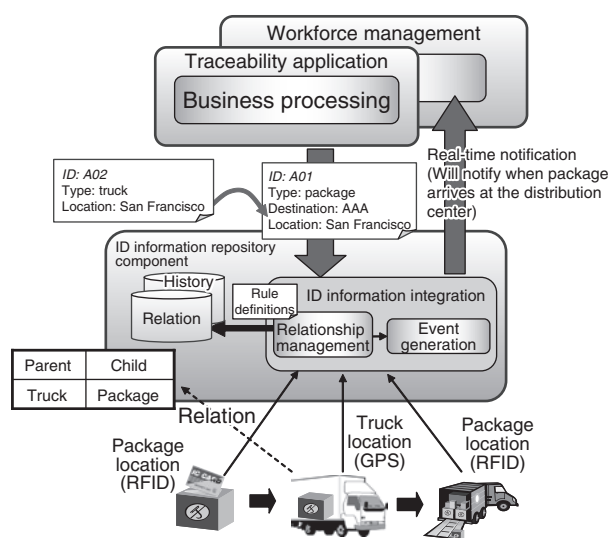 Workforce management
Traceability application
Business processing
ID: A02
Type: truck
Location: San Francisco
ID: A01
Type: package
Destination: AAA
Location: San Francisco
Real-time notification
(Will notify when package
arrives at the distribution
center)
ID information repository
component
History
Relation
Rule
definitions
ID information integration
Relationship
management
Event
generation
Parent Child
Truck Package
Relation
Package
location
(RFID)
Truck
location
(GPS)
Package
location
(RFID)
IC CARD